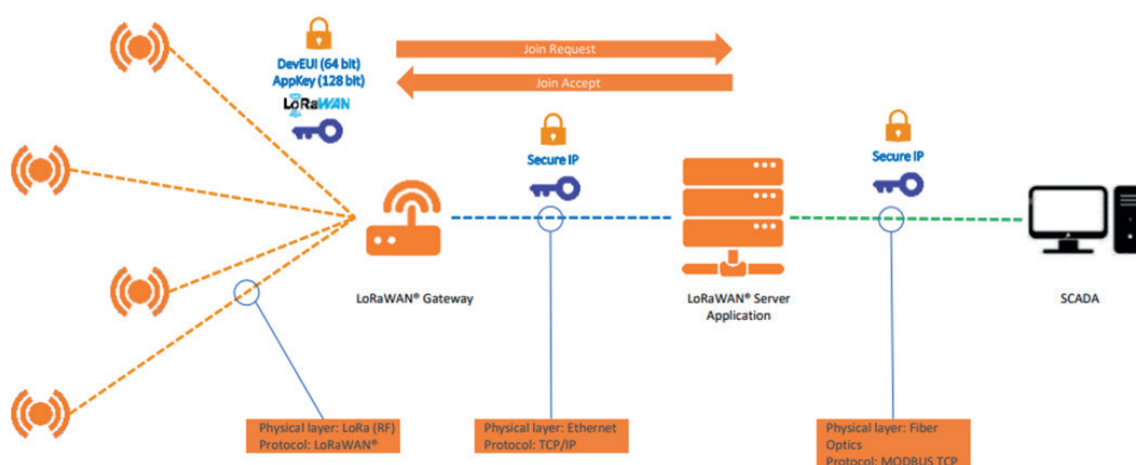 DevEUI (64 bit)
AppKey (128 bit)
LoRaWAN
Join Request
Join Accept
Secure IP
Secure IP
LoRaWAN® Gateway
LoRaWAN® Server
Application
SCADA
Physical layer: LoRa (RF)
Protocol: LoRaWAN®
Physical layer: Ethernet
Protocol: TCP/IP
Physical layer: Fiber
Optics
Protocol: MODBUS TCP